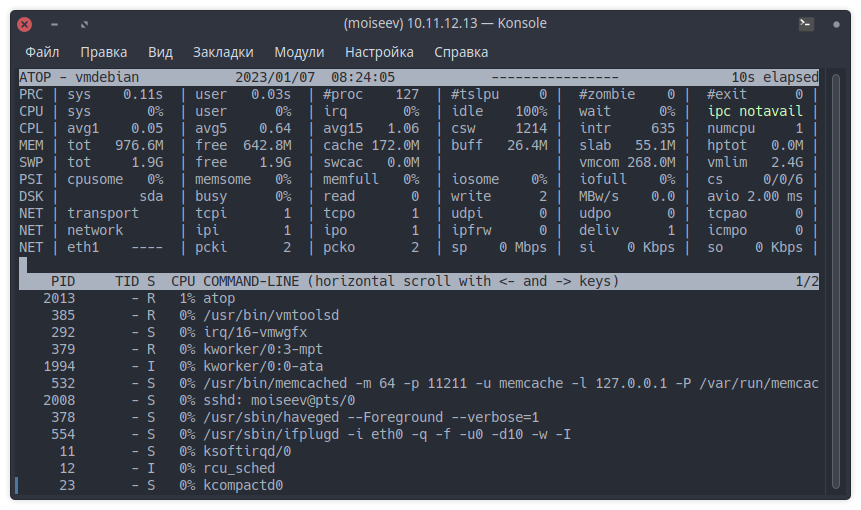 (moiseev) 10.11.12.13 — Konsole
Файл Правка Вид Закладки Модули Настройка Справка
ATOP - vmdebian 2023/01/07 08:24:05 ---------------- 10s elapsed
PRC | sys 0.11s | user 0.03s | #proc 127 | #tslpu 0 | #zombie 0 | #exit 0 |
CPU | sys 0% | user 0% | irq 0% | idle 100% | wait 0% | ipc notavail
CPL | avg1 0.05 | avg5 0.64 | avg15 1.06 | csw 1214 | intr 635 | numcpu 1 |
MEM | tot 976.6M | free 642.8M | cache 172.0M | buff 26.4M | slab 55.1M | hptot 0.0M |
SWP | tot 1.9G | free 1.9G | swcac 0.0M | | vmcom 268.0M | vmlim 2.4G |
PSI | cpusome 0% | memsome 0% | memfull 0% | iosome 0% | iofull 0% | cs 0/0/6 |
DSK | sda | busy 0% | read 0 | write 2 | MBw/s 0.0 | avio 2.00 ms |
NET | transport | tcpi 1 | tcpo 1 | udpi 0 | udpo 0 | tcpao 0 |
NET | network | ipi 1 | ipo 1 | ipfrw 0 | deliv 1 | icmpo 0 |
NET | eth1 ---- | pcki 2 | pcko 2 | sp 0 Mbps | si 0 Kbps | so 0 Kbps |
PID TID S CPU COMMAND-LINE (horizontal scroll with <- and -> keys) 1/2
2013 - R 1% atop
385 - R 0% /usr/bin/vmtoolsd
292 - S 0% irq/16-vmwgfx
379 - R 0% kworker/0:3-mpt
1994 - I 0% kworker/0:0-ata
532 - S 0% /usr/bin/memcached -m 64 -p 11211 -u memcache -l 127.0.0.1 -P /var/run/memcac
2008 - S 0% sshd: moiseev@pts/0
378 - S 0% /usr/sbin/haveged --Foreground --verbose=1
554 - S 0% /usr/sbin/ifplugd -i eth0 -q -f -u0 -d10 -w -I
11 - S 0% ksoftirqd/0
12 - I 0% rcu_sched
23 - S 0% kcompactd0